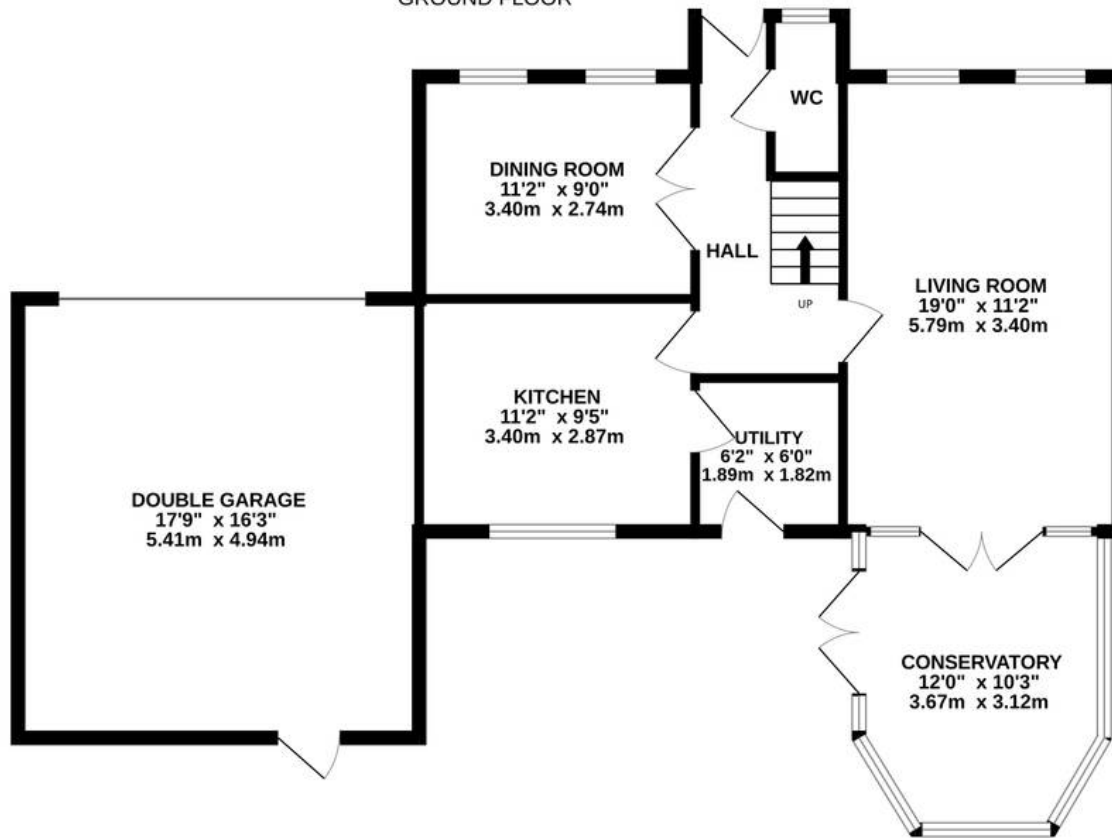 GROUND FLOOR
WC
DINING ROOM
11'2" x 9'0"
3.40m x 2.74m
HALL
UP
LIVING ROOM
19'0" x 11'2"
5.79m x 3.40m
KITCHEN
11'2" x 9'5"
3.40m x 2.87m
UTILITY
6'2" x 6'0"
1.89m x 1.82m
DOUBLE GARAGE
17'9" x 16'3"
5.41m x 4.94m
CONSERVATORY
12'0" x 10'3"
3.67m x 3.12m